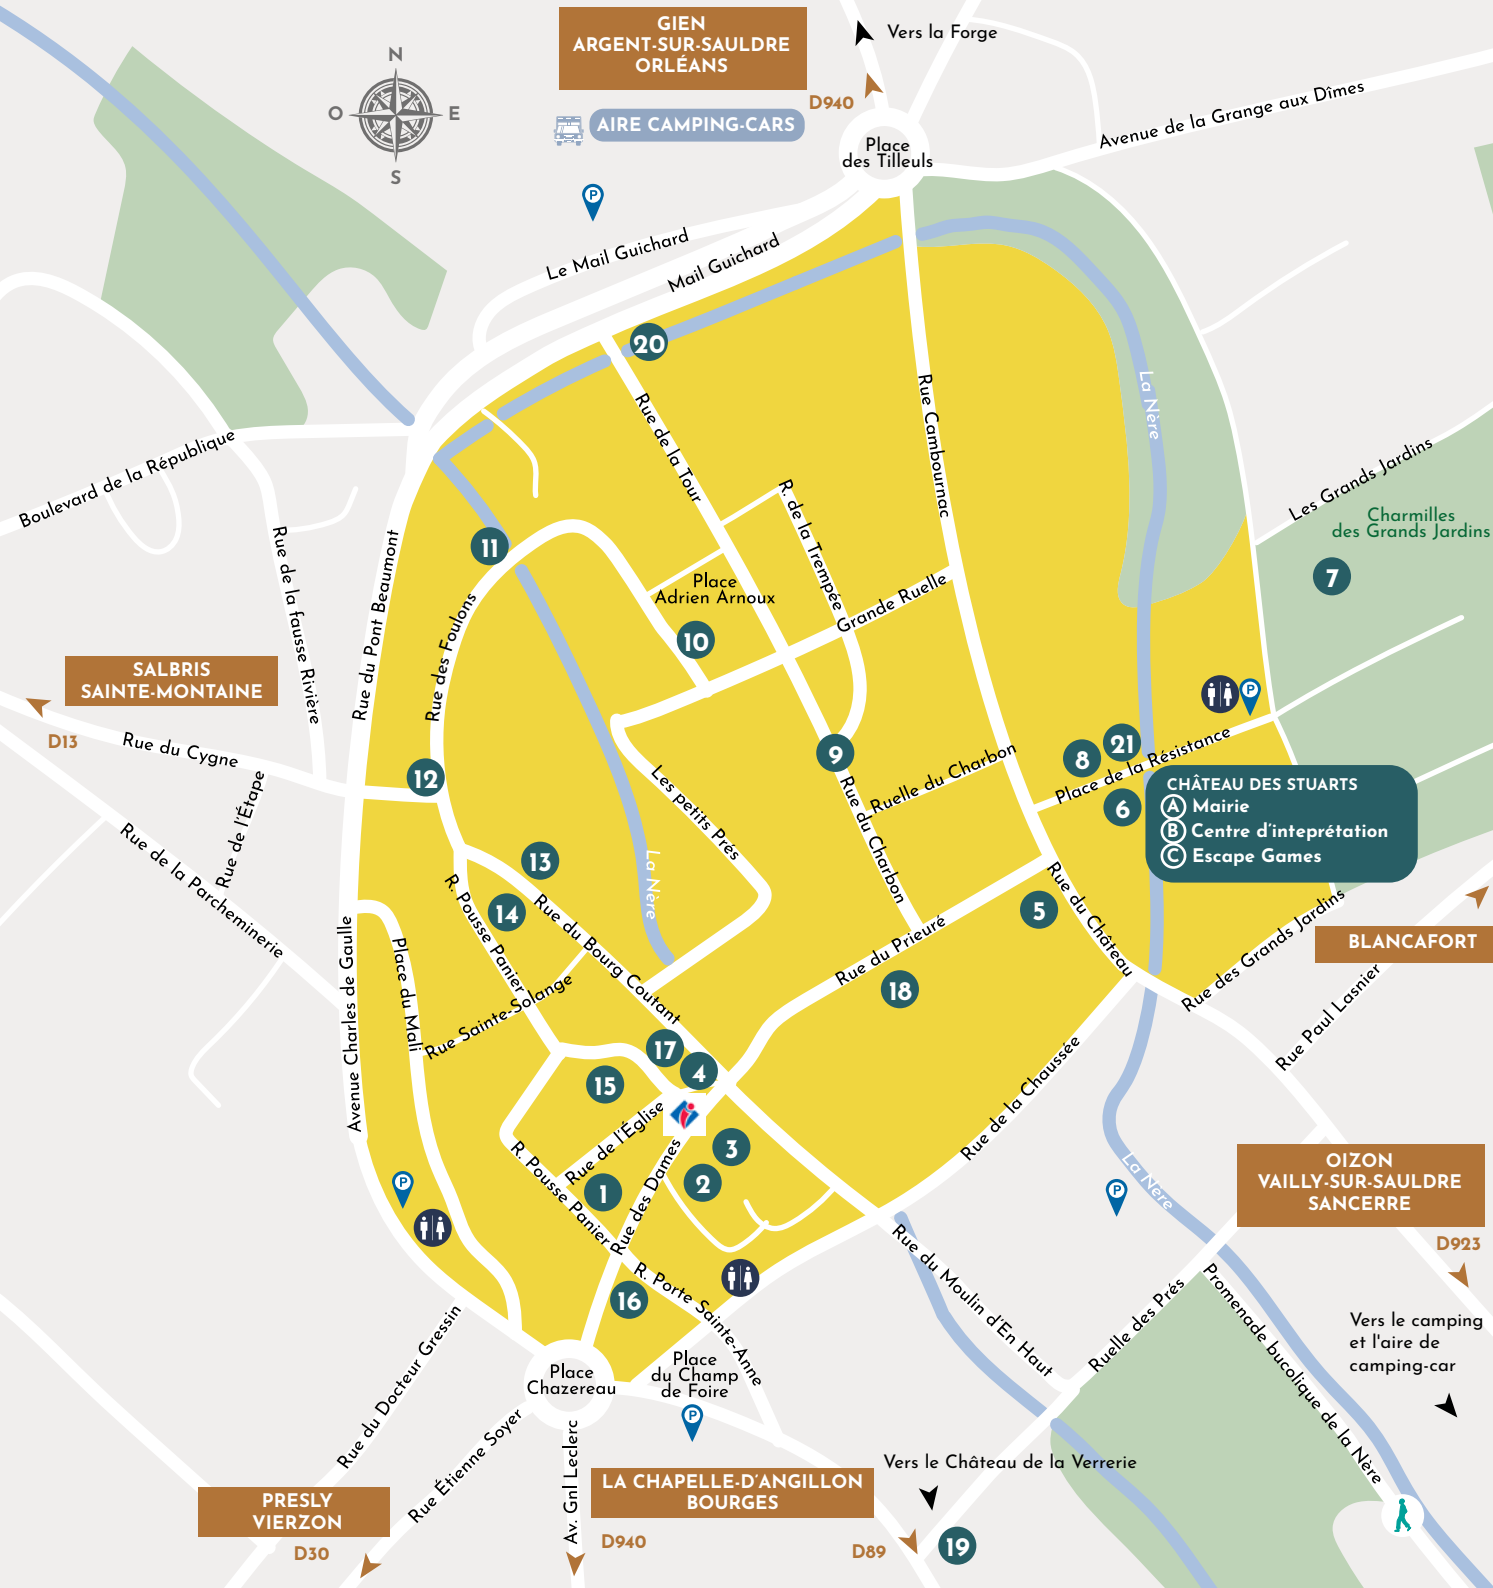 GIEN
ARGENT-SUR-SAULDRE
ORLÉANS
Vers la Forge
D940
AIRE CAMPING-CARS
N
O
E
S
Place
des Tilleuls
Avenue de la Grange aux Dîmes
P
Le Mail Guichard
Mail Guichard
20
Rue de la Tour
Rue Cambournac
La Nère
Boulevard de la République
Les Grands Jardins
Charmilles
des Grands Jardins
7
R. de la Trempée
11
Rue de la fausse Rivière
Rue du Pont Beaumont
Rue des Foulons
Place
Adrien Arnoux
10
Grande Ruelle
SALBRIS
SAINTE-MONTAINE
D13
Rue du Cygne
P
12
9
8
21
6
Place de la Résistance
Ruelle du Charbon
Rue du Charbon
Les petits Prés
CHÂTEAU DES STUARTS
A Mairie
B Centre d'inteprétation
C Escape Games
Rue de l'Étape
Rue de la Parcheminerie
13
14
La Nère
R. Pousse Panier
Rue du Bourg Coutant
5
Rue du Château
Rue du Prieuré
18
Rue des Grands Jardins
BLANCAFORT
Rue Paul Lasnier
Avenue Charles de Gaulle
Place du Mali
Rue Sainte-Solange
17
4
15
Rue de la Chaussée
Rue de l'Église
3
2
1
R. Pousse Panier
Rue des Dames
P
P
La Nère
OIZON
VAILLY-SUR-SAULDRE
SANCERRE
D923
16
R. Porte Sainte-Anne
Rue du Moulin d'En Haut
Ruelle des Prés
Promenade bucolique de la Nère
Vers le camping
et l'aire de
camping-car
Rue du Docteur Gressin
Place
Chazereau
Place
du Champ
de Foire
P
Rue Étienne Soyer
Av. Gnl Leclerc
LA CHAPELLE-D'ANGILLON
BOURGES
D940
Vers le Château de la Verrerie
D89
19
PRESLY
VIERZON
D30